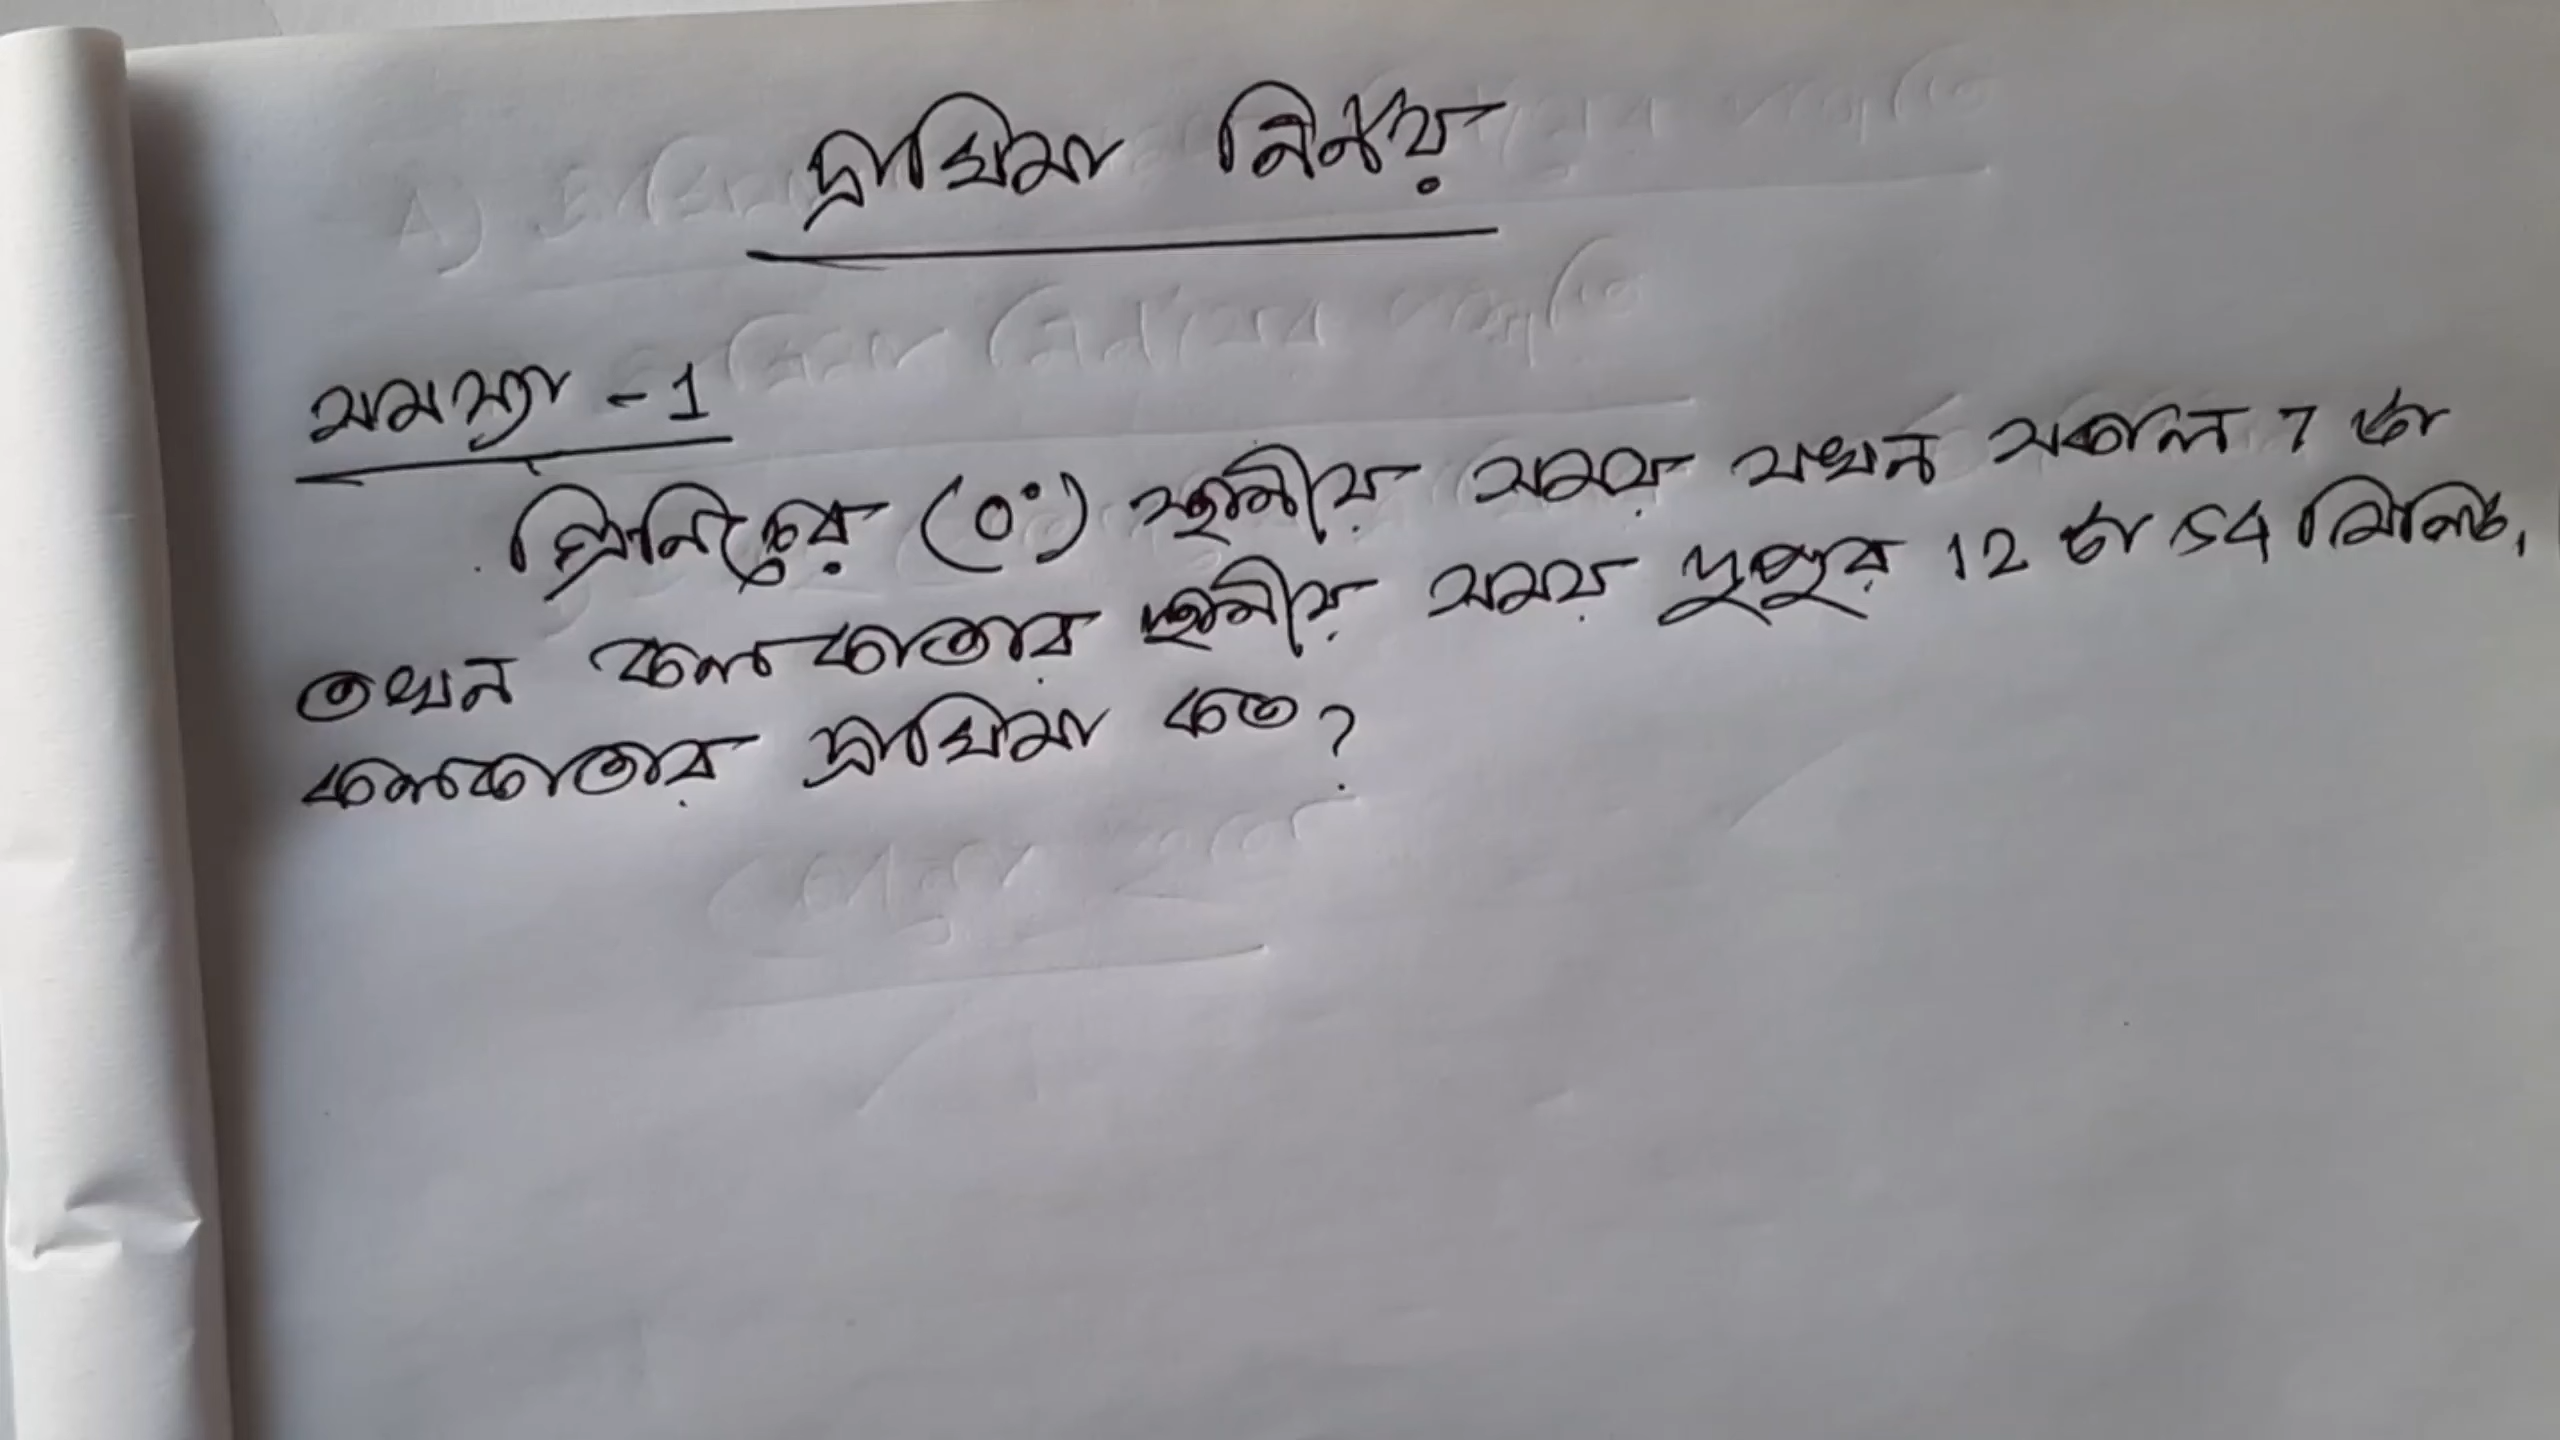 দ্রাঘিমা নির্ণয়
সমস্যা - 1
গ্রিনিচের (0°) স্থানীয় সময় যখন সকাল 7 টা
তখন কলকাতার স্থানীয় সময় দুপুর 12 টা 54 মিনিট,
কলকাতার দ্রাঘিমা কত?